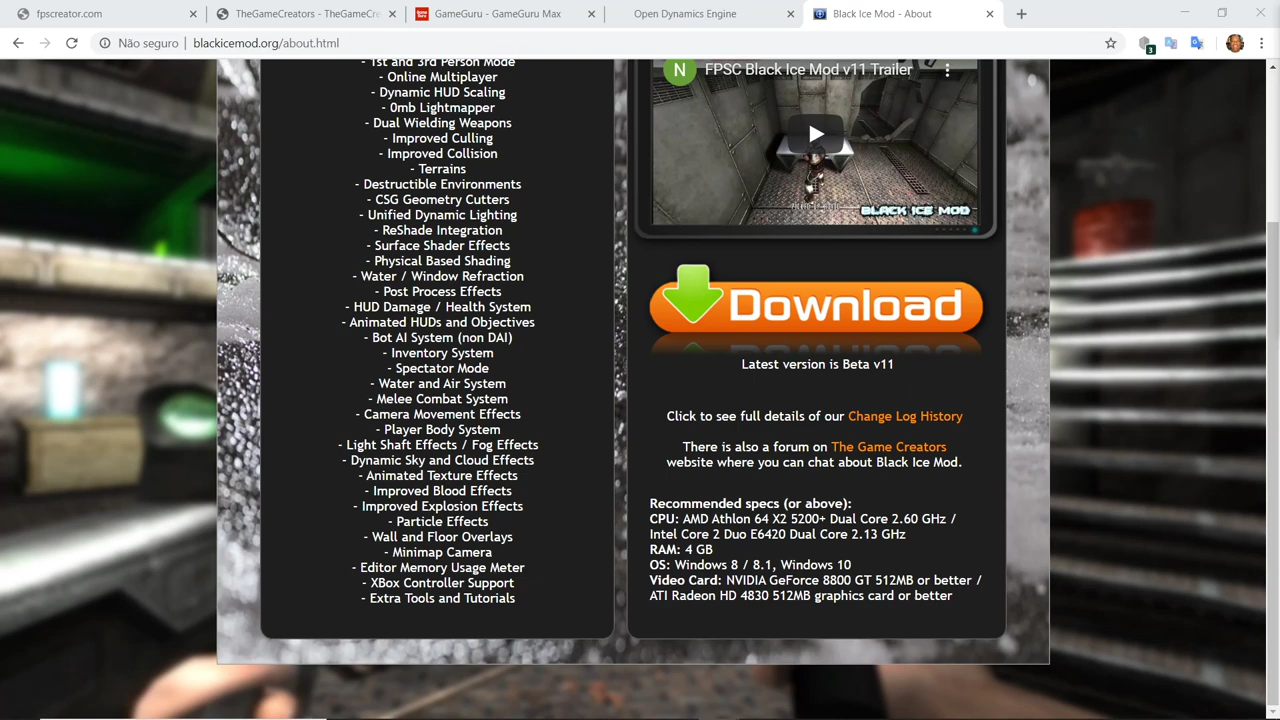 fpscreator.com
TheGameCreators - TheGameCre
GameGuru - GameGuru Max
Open Dynamics Engine
Black Ice Mod - About
Não seguro
blackicemod.org/about.html
3
- 1st and 3rd Person Mode
- Online Multiplayer
- Dynamic HUD Scaling
- 0mb Lightmapper
- Dual Wielding Weapons
- Improved Culling
- Improved Collision
- Terrains
- Destructible Environments
- CSG Geometry Cutters
- Unified Dynamic Lighting
- ReShade Integration
- Surface Shader Effects
- Physical Based Shading
- Water / Window Refraction
- Post Process Effects
- HUD Damage / Health System
- Animated HUDs and Objectives
- Bot AI System (non DAI)
- Inventory System
- Spectator Mode
- Water and Air System
- Melee Combat System
- Camera Movement Effects
- Player Body System
- Light Shaft Effects / Fog Effects
- Dynamic Sky and Cloud Effects
- Animated Texture Effects
- Improved Blood Effects
- Improved Explosion Effects
- Particle Effects
- Wall and Floor Overlays
- Minimap Camera
- Editor Memory Usage Meter
- XBox Controller Support
- Extra Tools and Tutorials
N
FPSC Black Ice Mod v11 Trailer
BLACK ICE MOD
Download
Latest version is Beta v11
Click to see full details of our Change Log History
There is also a forum on The Game Creators
website where you can chat about Black Ice Mod.
Recommended specs (or above):
CPU: AMD Athlon 64 X2 5200+ Dual Core 2.60 GHz /
Intel Core 2 Duo E6420 Dual Core 2.13 GHz
RAM: 4 GB
OS: Windows 8 / 8.1, Windows 10
Video Card: NVIDIA GeForce 8800 GT 512MB or better /
ATI Radeon HD 4830 512MB graphics card or better